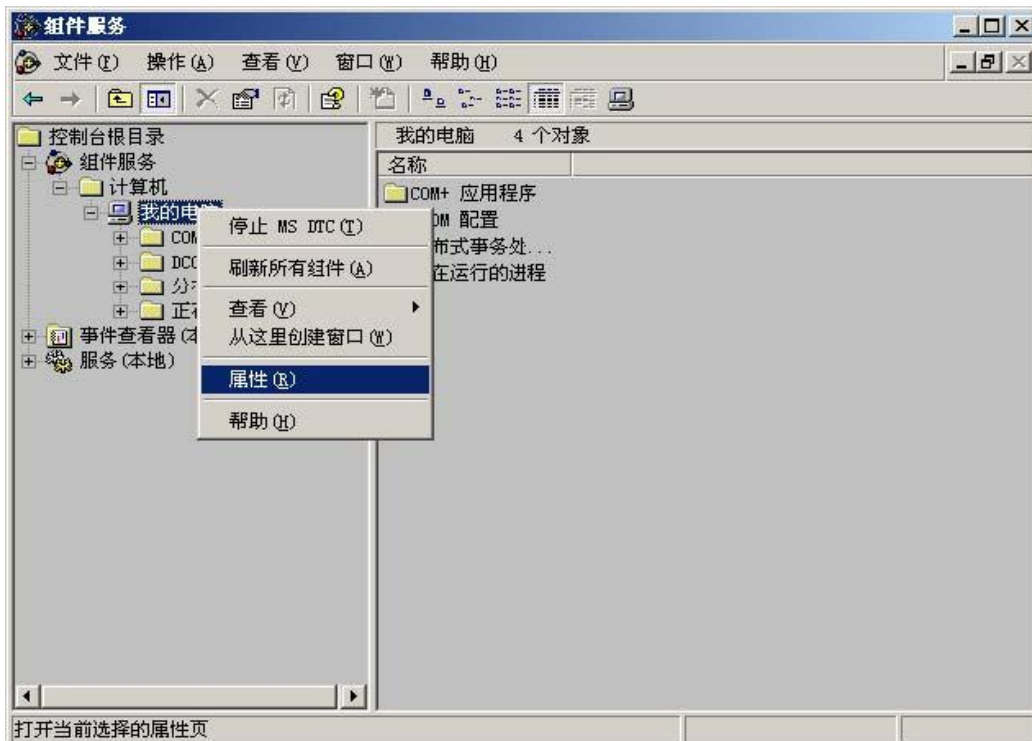 组件服务
文件(F) 操作(A) 查看(V) 窗口(W) 帮助(H)
控制台根目录
组件服务
计算机
我的电
COM
DCO
正在
事件查看器(本
服务(本地)
停止 MS DTC(T)
刷新所有组件(A)
查看(V)
从这里创建窗口(W)
属性(R)
帮助(H)
我的电脑 4 个对象
名称
COM+ 应用程序
OM 配置
布式事务处...
在运行的进程
打开当前选择的属性页